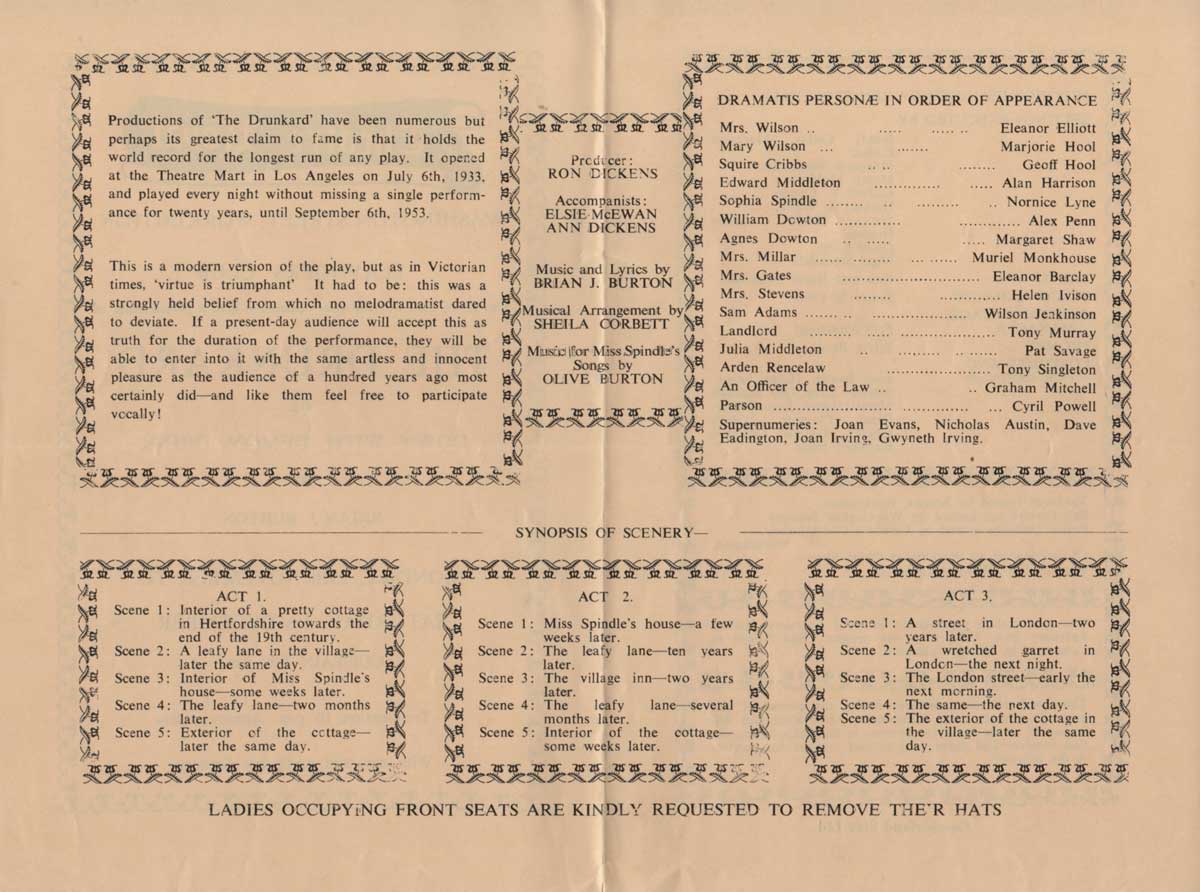 Productions of 'The Drunkard' have been numerous but
perhaps its greatest claim to fame is that it holds the
world record for the longest run of any play. It opened
at the Theatre Mart in Los Angeles on July 6th, 1933,
and played every night without missing a single perform-
ance for twenty years, until September 6th, 1953.
This is a modern version of the play, but as in Victorian
times, 'virtue is triumphant' It had to be: this was a
strongly held belief from which no melodramatist dared
to deviate. If a present-day audience will accept this as
truth for the duration of the performance, they will be
able to enter into it with the same artless and innocent
pleasure as the audience of a hundred years ago most
certainly did—and like them feel free to participate
vocally!
Producer:
RON DICKENS
Accompanists:
ELSIE McEWAN
ANN DICKENS
Music and Lyrics by
BRIAN J. BURTON
Musical Arrangement by
SHEILA CORBETT
Music for Miss Spindle's
Songs by
OLIVE BURTON
DRAMATIS PERSONÆ IN ORDER OF APPEARANCE
Mrs. Wilson .. ..... ..... .. Eleanor Elliott
Mary Wilson ... ....... Marjorie Hool
Squire Cribbs .. .. ........ Geoff Hool
Edward Middleton ............. ..... Alan Harrison
Sophia Spindle ........ .. ........... .. Nornice Lyne
William Dowton .............. ............. Alex Penn
Agnes Dowton .. ..... ..... Margaret Shaw
Mrs. Millar ...... .................. Muriel Monkhouse
Mrs. Gates ...... .............. Eleanor Barclay
Mrs. Stevens ........ ............. Helen Ivison
Sam Adams ...... .. .................... Wilson Jenkinson
Landlord ......... ................... .... Tony Murray
Julia Middleton .. ............ .. ....... Pat Savage
Arden Rencelaw ...................... Tony Singleton
An Officer of the Law .. .. Graham Mitchell
Parson ........................... ............. ... Cyril Powell
Supernumeries: Joan Evans, Nicholas Austin, Dave
Eadington, Joan Irving, Gwyneth Irving.
SYNOPSIS OF SCENERY—
ACT 1.
Scene 1: Interior of a pretty cottage
in Hertfordshire towards the
end of the 19th century.
Scene 2: A leafy lane in the village—
later the same day.
Scene 3: Interior of Miss Spindle's
house—some weeks later.
Scene 4: The leafy lane—two months
later.
Scene 5: Exterior of the cottage—
later the same day.
ACT 2.
Scene 1: Miss Spindle's house—a few
weeks later.
Scene 2: The leafy lane—ten years
later.
Scene 3: The village inn—two years
later.
Scene 4: The leafy lane—several
months later.
Scene 5: Interior of the cottage—
some weeks later.
ACT 3.
Scene 1: A street in London—two
years later.
Scene 2: A wretched garret in
London—the next night.
Scene 3: The London street—early the
next morning.
Scene 4: The same—the next day.
Scene 5: The exterior of the cottage in
the village—later the same
day.
LADIES OCCUPYING FRONT SEATS ARE KINDLY REQUESTED TO REMOVE THE'R HATS